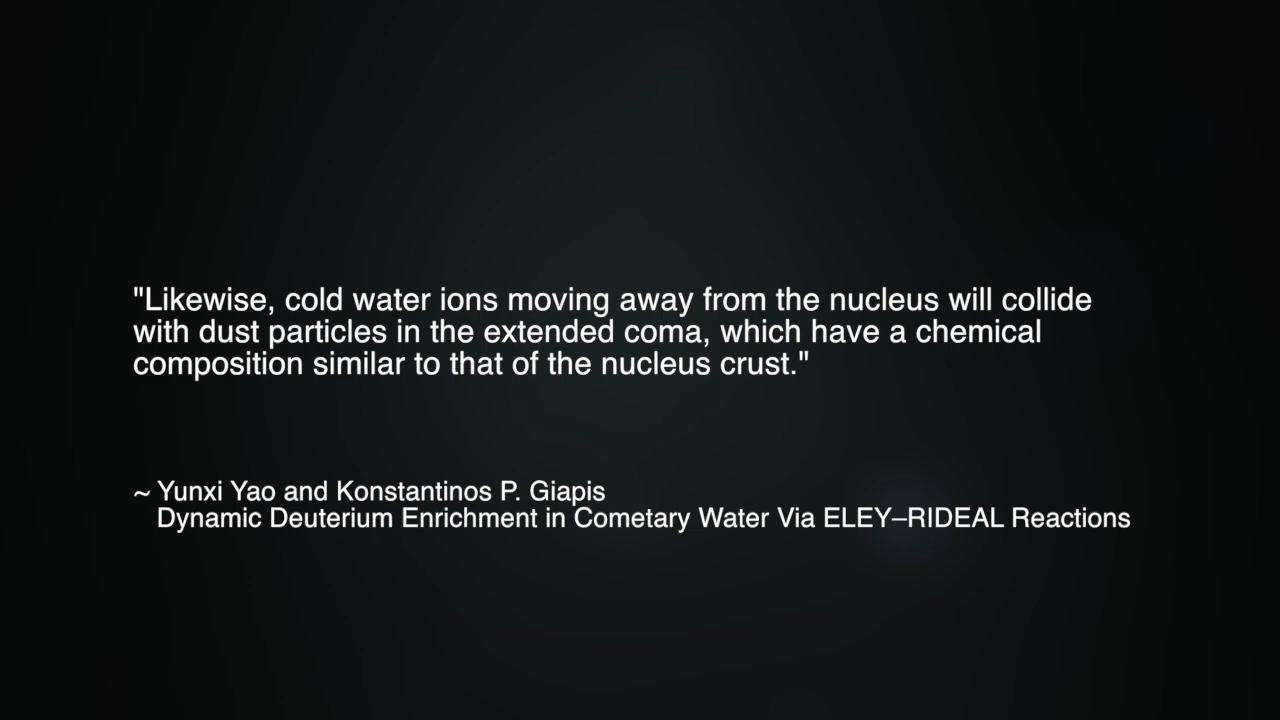 "Likewise, cold water ions moving away from the nucleus will collide
with dust particles in the extended coma, which have a chemical
composition similar to that of the nucleus crust."
~ Yunxi Yao and Konstantinos P. Giapis
Dynamic Deuterium Enrichment in Cometary Water Via ELEY–RIDEAL Reactions